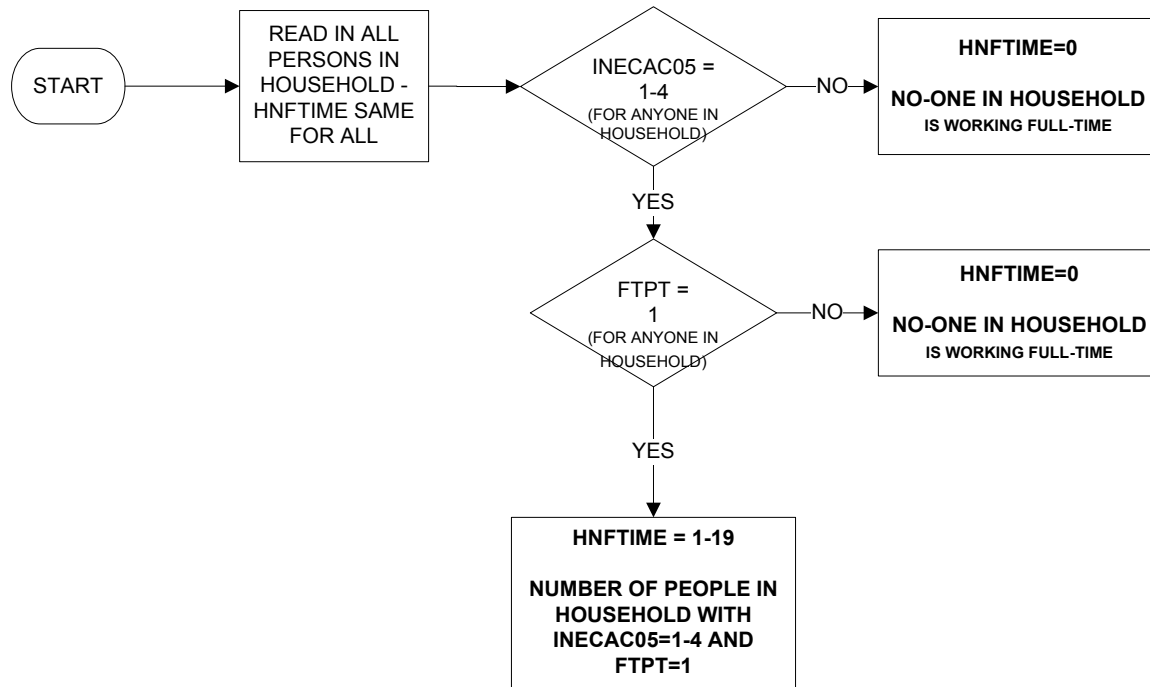 START
READ IN ALL
PERSONS IN
HOUSEHOLD -
HNFTIME SAME
FOR ALL
INECAC05 =
1-4
(FOR ANYONE IN
HOUSEHOLD)
NO
HNFTIME=0
NO-ONE IN HOUSEHOLD
IS WORKING FULL-TIME
YES
FTPT =
1
(FOR ANYONE IN
HOUSEHOLD)
NO
HNFTIME=0
NO-ONE IN HOUSEHOLD
IS WORKING FULL-TIME
YES
HNFTIME = 1-19
NUMBER OF PEOPLE IN
HOUSEHOLD WITH
INECAC05=1-4 AND
FTPT=1